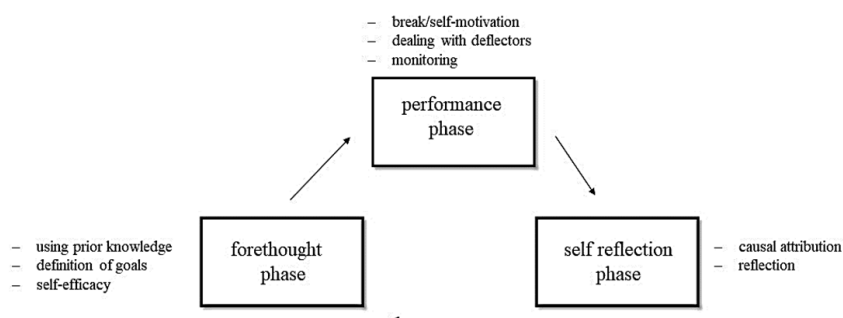 – break/self-motivation
– dealing with deflectors
– monitoring
performance
phase
– using prior knowledge
– definition of goals
– self-efficacy
forethought
phase
self reflection
phase
– causal attribution
– reflection